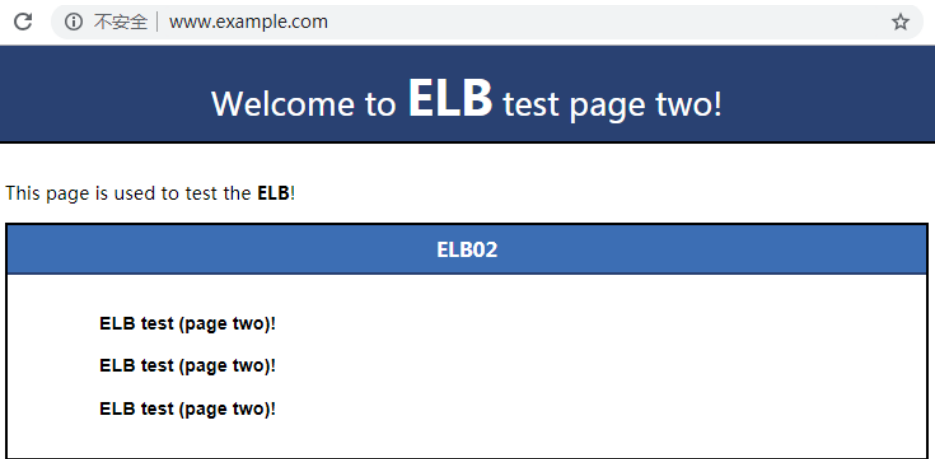 不安全 | www.example.com
Welcome to ELB test page two!
This page is used to test the ELB!
ELB02
ELB test (page two)!
ELB test (page two)!
ELB test (page two)!